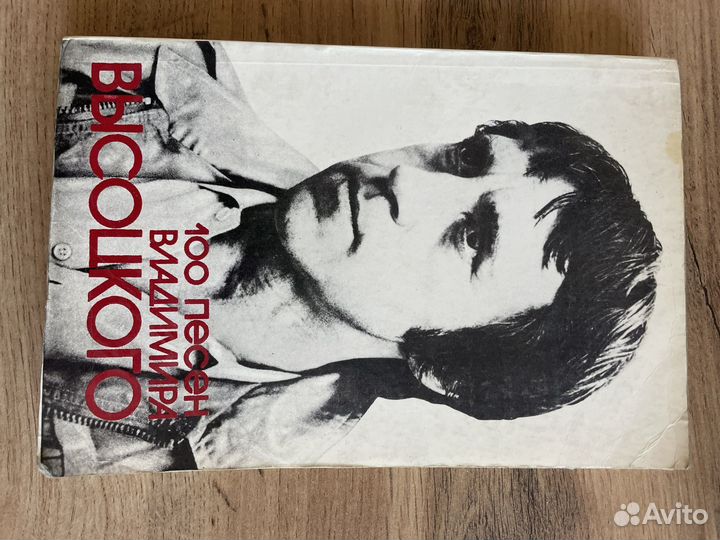 100 песен
Владимира
ВЫСОЦКОГО
Avito